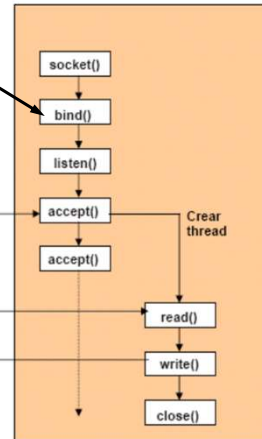 socket()
bind()
listen()
accept()
Crear
thread
accept()
read()
write()
close()